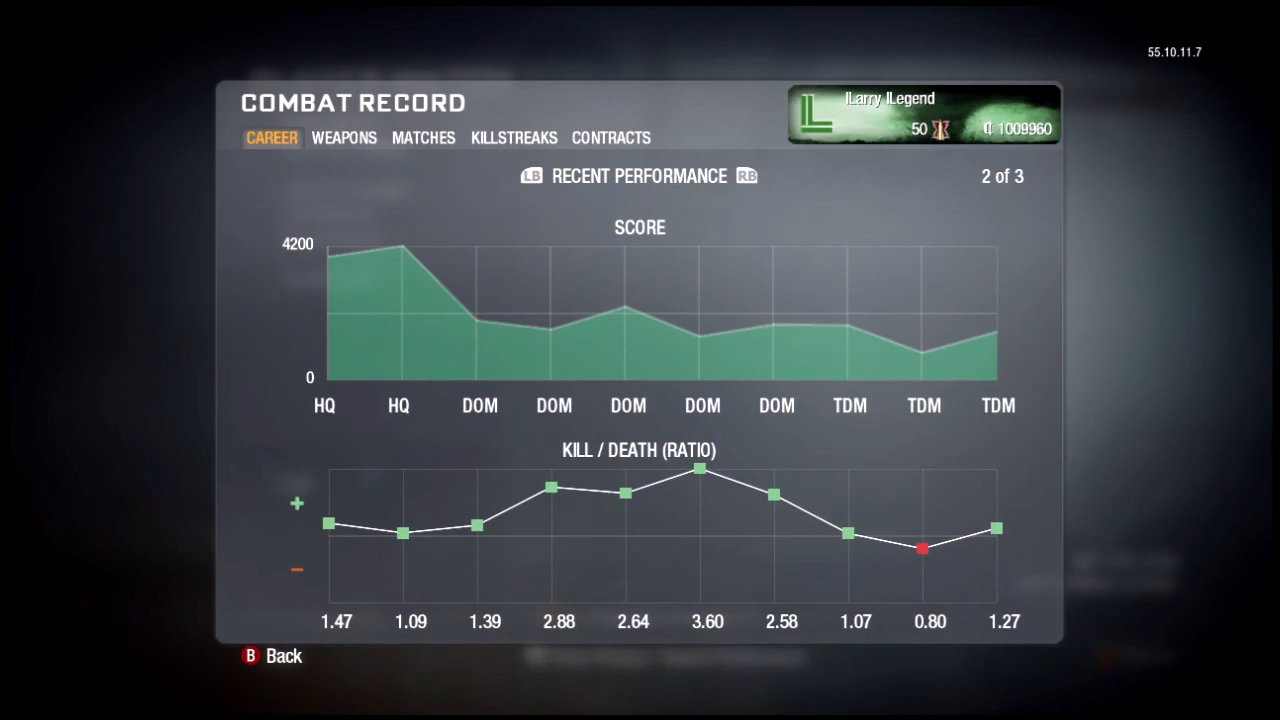 55.10.11.7
COMBAT RECORD
lLarry lLegend
50 ₵ 1009960
CAREER WEAPONS MATCHES KILLSTREAKS CONTRACTS
LB RECENT PERFORMANCE RB
2 of 3
SCORE
4200
0
HQ HQ DOM DOM DOM DOM DOM TDM TDM TDM
KILL / DEATH (RATIO)
+
−
1.47 1.09 1.39 2.88 2.64 3.60 2.58 1.07 0.80 1.27
B Back